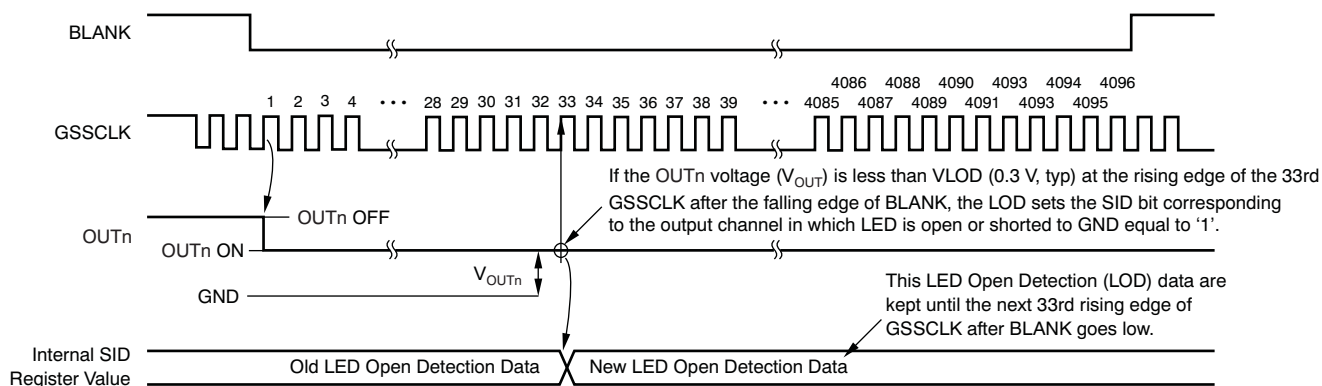 BLANK
4086 4088 4090 4093 4094 4096
1 2 3 4 ••• 28 29 30 31 32 33 34 35 36 37 38 39 ••• 4085 4087 4089 4091 4093 4095
GSSCLK
If the OUTn voltage (VOUT) is less than VLOD (0.3 V, typ) at the rising edge of the 33rd
GSSCLK after the falling edge of BLANK, the LOD sets the SID bit corresponding
to the output channel in which LED is open or shorted to GND equal to ‘1’.
OUTn OFF
OUTn
OUTn ON
VOUTn
GND
This LED Open Detection (LOD) data are
kept until the next 33rd rising edge of
GSSCLK after BLANK goes low.
Internal SID
Register Value
Old LED Open Detection Data
New LED Open Detection Data